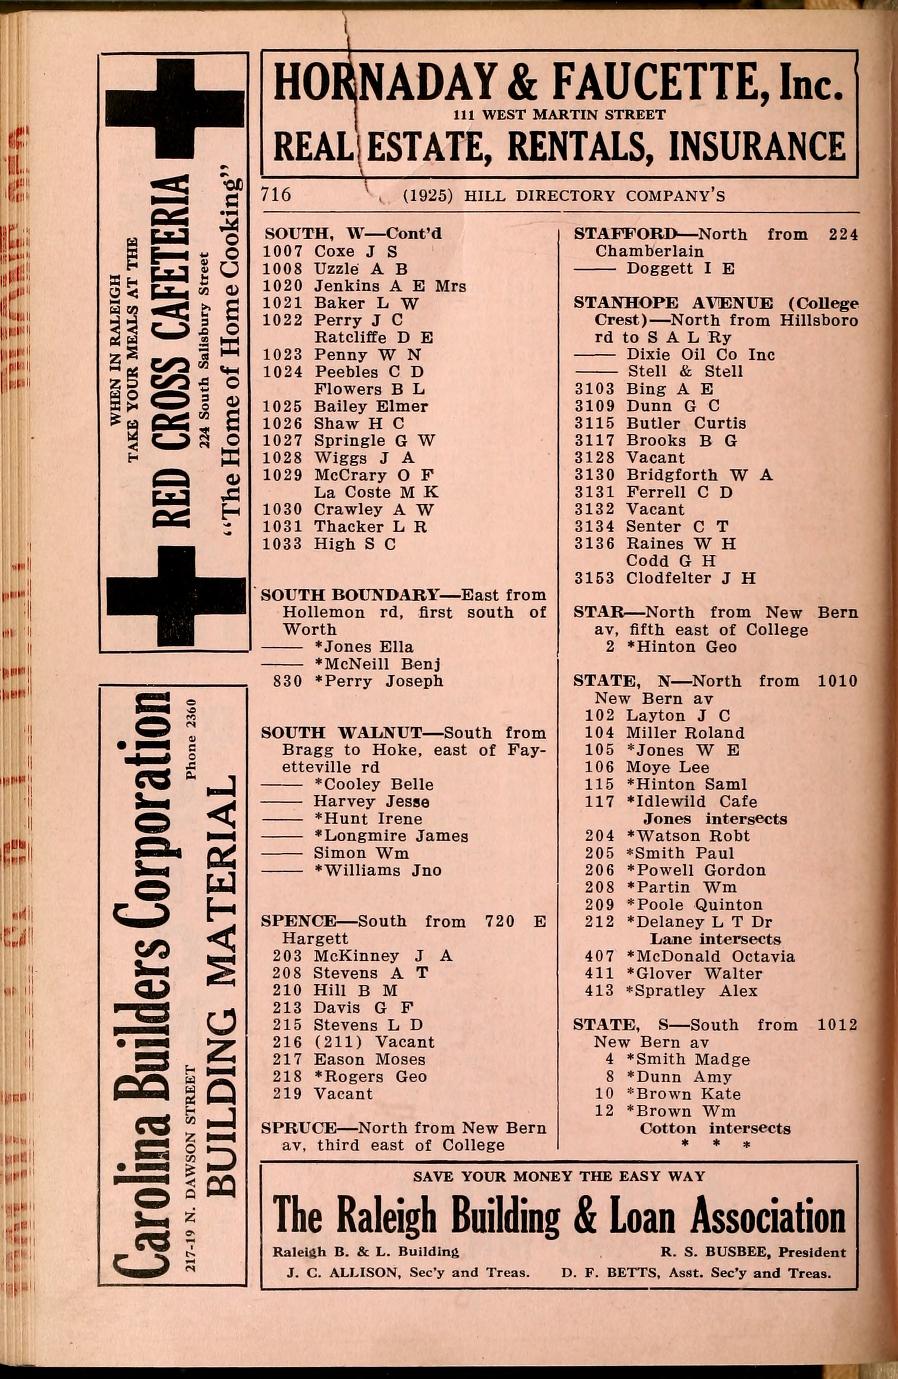 HORNADAY & FAUCETTE, Inc.
111 WEST MARTIN STREET
REAL ESTATE, RENTALS, INSURANCE
WHEN IN RALEIGH
TAKE YOUR MEALS AT THE
RED CROSS CAFETERIA
224 South Salisbury Street
“The Home of Home Cooking”
Carolina Builders Corporation
217-19 N. DAWSON STREET Phone 2360
BUILDING MATERIAL
716 (1925) HILL DIRECTORY COMPANY'S
SOUTH, W—Cont'd
1007 Coxe J S
1008 Uzzle A B
1020 Jenkins A E Mrs
1021 Baker L W
1022 Perry J C
Ratcliffe D E
1023 Penny W N
1024 Peebles C D
Flowers B L
1025 Bailey Elmer
1026 Shaw H C
1027 Springle G W
1028 Wiggs J A
1029 McCrary O F
La Coste M K
1030 Crawley A W
1031 Thacker L R
1033 High S C
SOUTH BOUNDARY—East from
Hollemon rd, first south of
Worth
—— *Jones Ella
—— *McNeill Benj
830 *Perry Joseph
SOUTH WALNUT—South from
Bragg to Hoke, east of Fay-
etteville rd
—— *Cooley Belle
—— Harvey Jesse
—— *Hunt Irene
—— *Longmire James
—— Simon Wm
—— *Williams Jno
SPENCE—South from 720 E
Hargett
203 McKinney J A
208 Stevens A T
210 Hill B M
213 Davis G F
215 Stevens L D
216 (211) Vacant
217 Eason Moses
218 *Rogers Geo
219 Vacant
SPRUCE—North from New Bern
av, third east of College
STAFFORD—North from 224
Chamberlain
—— Doggett I E
STANHOPE AVENUE (College
Crest)—North from Hillsboro
rd to S A L Ry
—— Dixie Oil Co Inc
—— Stell & Stell
3103 Bing A E
3109 Dunn G C
3115 Butler Curtis
3117 Brooks B G
3128 Vacant
3130 Bridgforth W A
3131 Ferrell C D
3132 Vacant
3134 Senter C T
3136 Raines W H
Codd G H
3153 Clodfelter J H
STAR—North from New Bern
av, fifth east of College
2 *Hinton Geo
STATE, N—North from 1010
New Bern av
102 Layton J C
104 Miller Roland
105 *Jones W E
106 Moye Lee
115 *Hinton Saml
117 *Idlewild Cafe
Jones intersects
204 *Watson Robt
205 *Smith Paul
206 *Powell Gordon
208 *Partin Wm
209 *Poole Quinton
212 *Delaney L T Dr
Lane intersects
407 *McDonald Octavia
411 *Glover Walter
413 *Spratley Alex
STATE, S—South from 1012
New Bern av
4 *Smith Madge
8 *Dunn Amy
10 *Brown Kate
12 *Brown Wm
Cotton intersects
* * *
SAVE YOUR MONEY THE EASY WAY
The Raleigh Building & Loan Association
Raleigh B. & L. Building R. S. BUSBEE, President
J. C. ALLISON, Sec'y and Treas. D. F. BETTS, Asst. Sec'y and Treas.